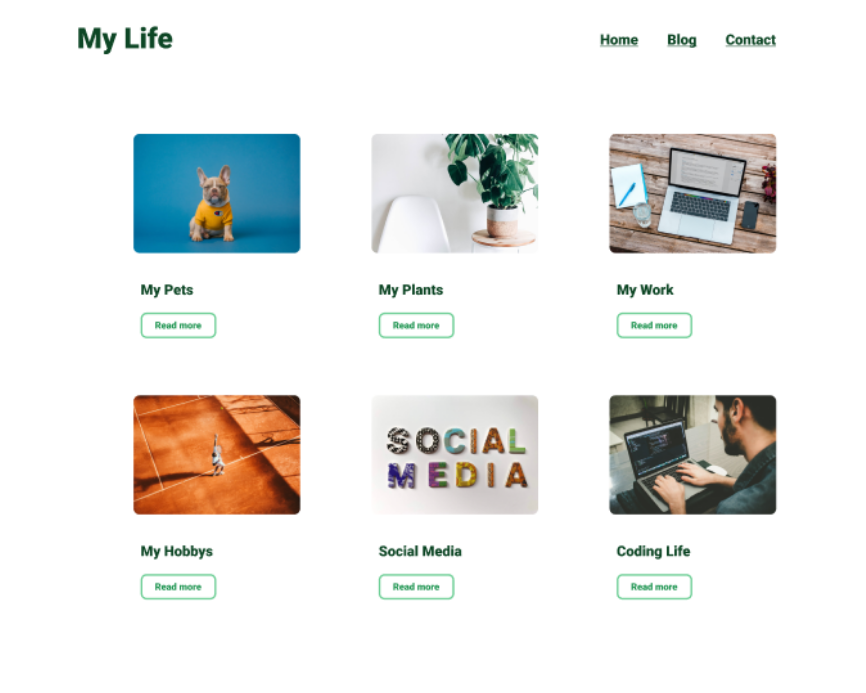 My Life
Home Blog Contact
My Pets
My Plants
My Work
Read more
Read more
Read more
SOCIAL
MEDIA
My Hobbys
Social Media
Coding Life
Read more
Read more
Read more